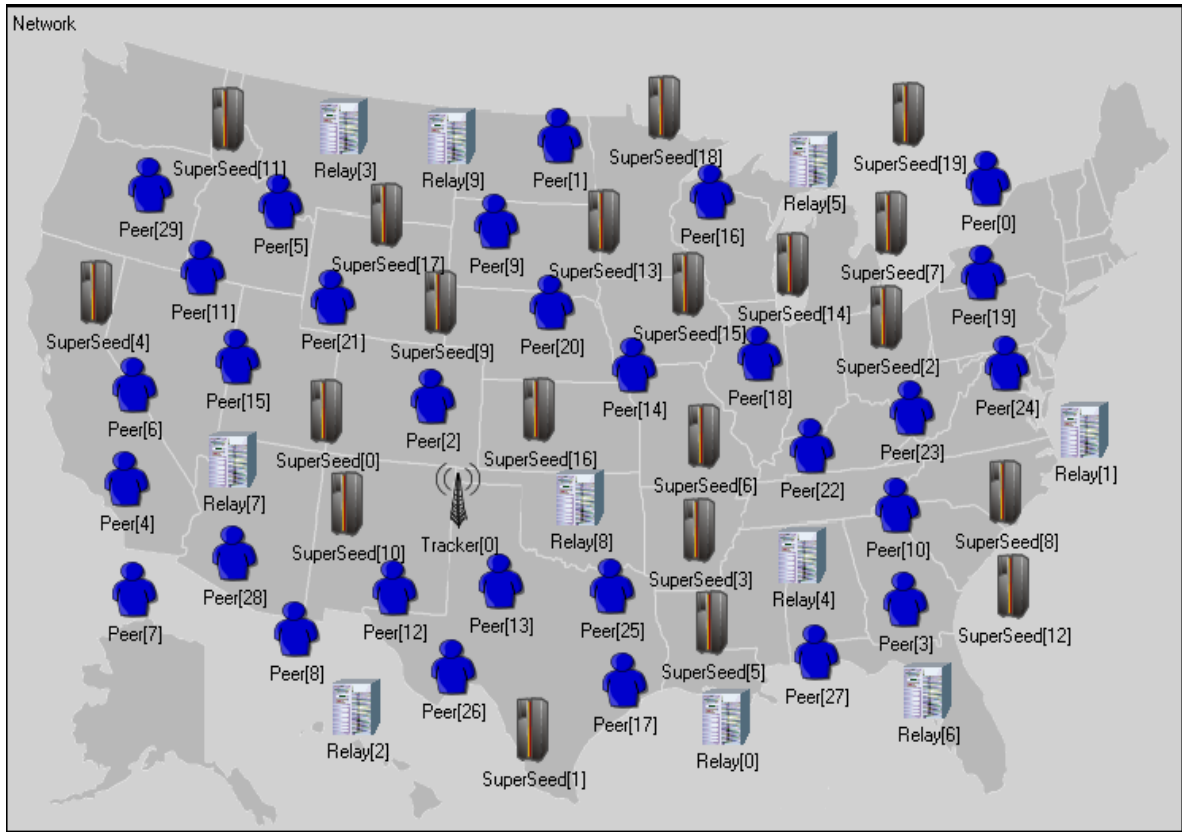 Network
SuperSeed[18]
SuperSeed[19]
SuperSeed[11]
Relay[3]
Relay[9]
Peer[1]
Relay[5]
Peer[0]
Peer[29]
Peer[5]
Peer[16]
SuperSeed[17]
Peer[9]
SuperSeed[13]
SuperSeed[7]
Peer[11]
SuperSeed[14]
Peer[19]
SuperSeed[4]
Peer[21]
SuperSeed[9]
Peer[20]
SuperSeed[15]
SuperSeed[2]
Peer[6]
Peer[15]
Peer[14]
Peer[18]
Peer[24]
SuperSeed[0]
Peer[2]
SuperSeed[16]
Peer[23]
Peer[4]
Relay[7]
SuperSeed[6]
Peer[22]
Relay[1]
SuperSeed[10]
Tracker[0]
Relay[8]
Peer[10]
SuperSeed[8]
Peer[28]
SuperSeed[3]
Relay[4]
Peer[7]
Peer[12]
Peer[13]
Peer[25]
Peer[3]
SuperSeed[12]
Peer[8]
SuperSeed[5]
Peer[27]
Relay[2]
Peer[26]
Peer[17]
Relay[6]
SuperSeed[1]
Relay[0]